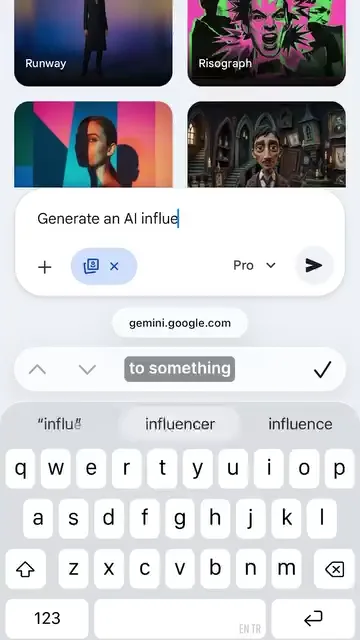 Runway
Risograph
Generate an AI influe
Pro
gemini.google.com
to something
"influ"
influencer
influence
q w e r t y u i o p
a s d f g h j k l
z x c v b n m
123
EN TR